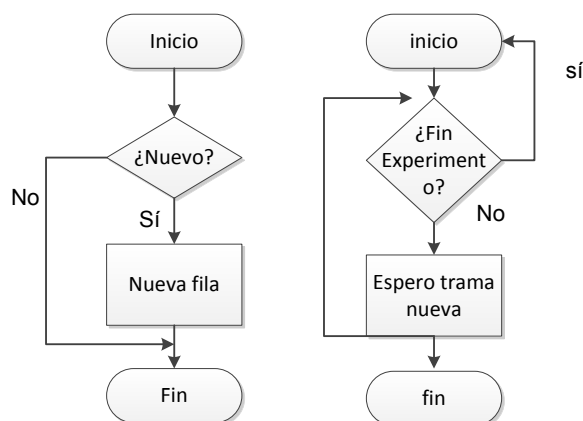 Inicio
¿Nuevo?
No
Sí
Nueva fila
Fin
inicio
sí
¿Fin
Experiment
o?
No
Espero trama
nueva
fin